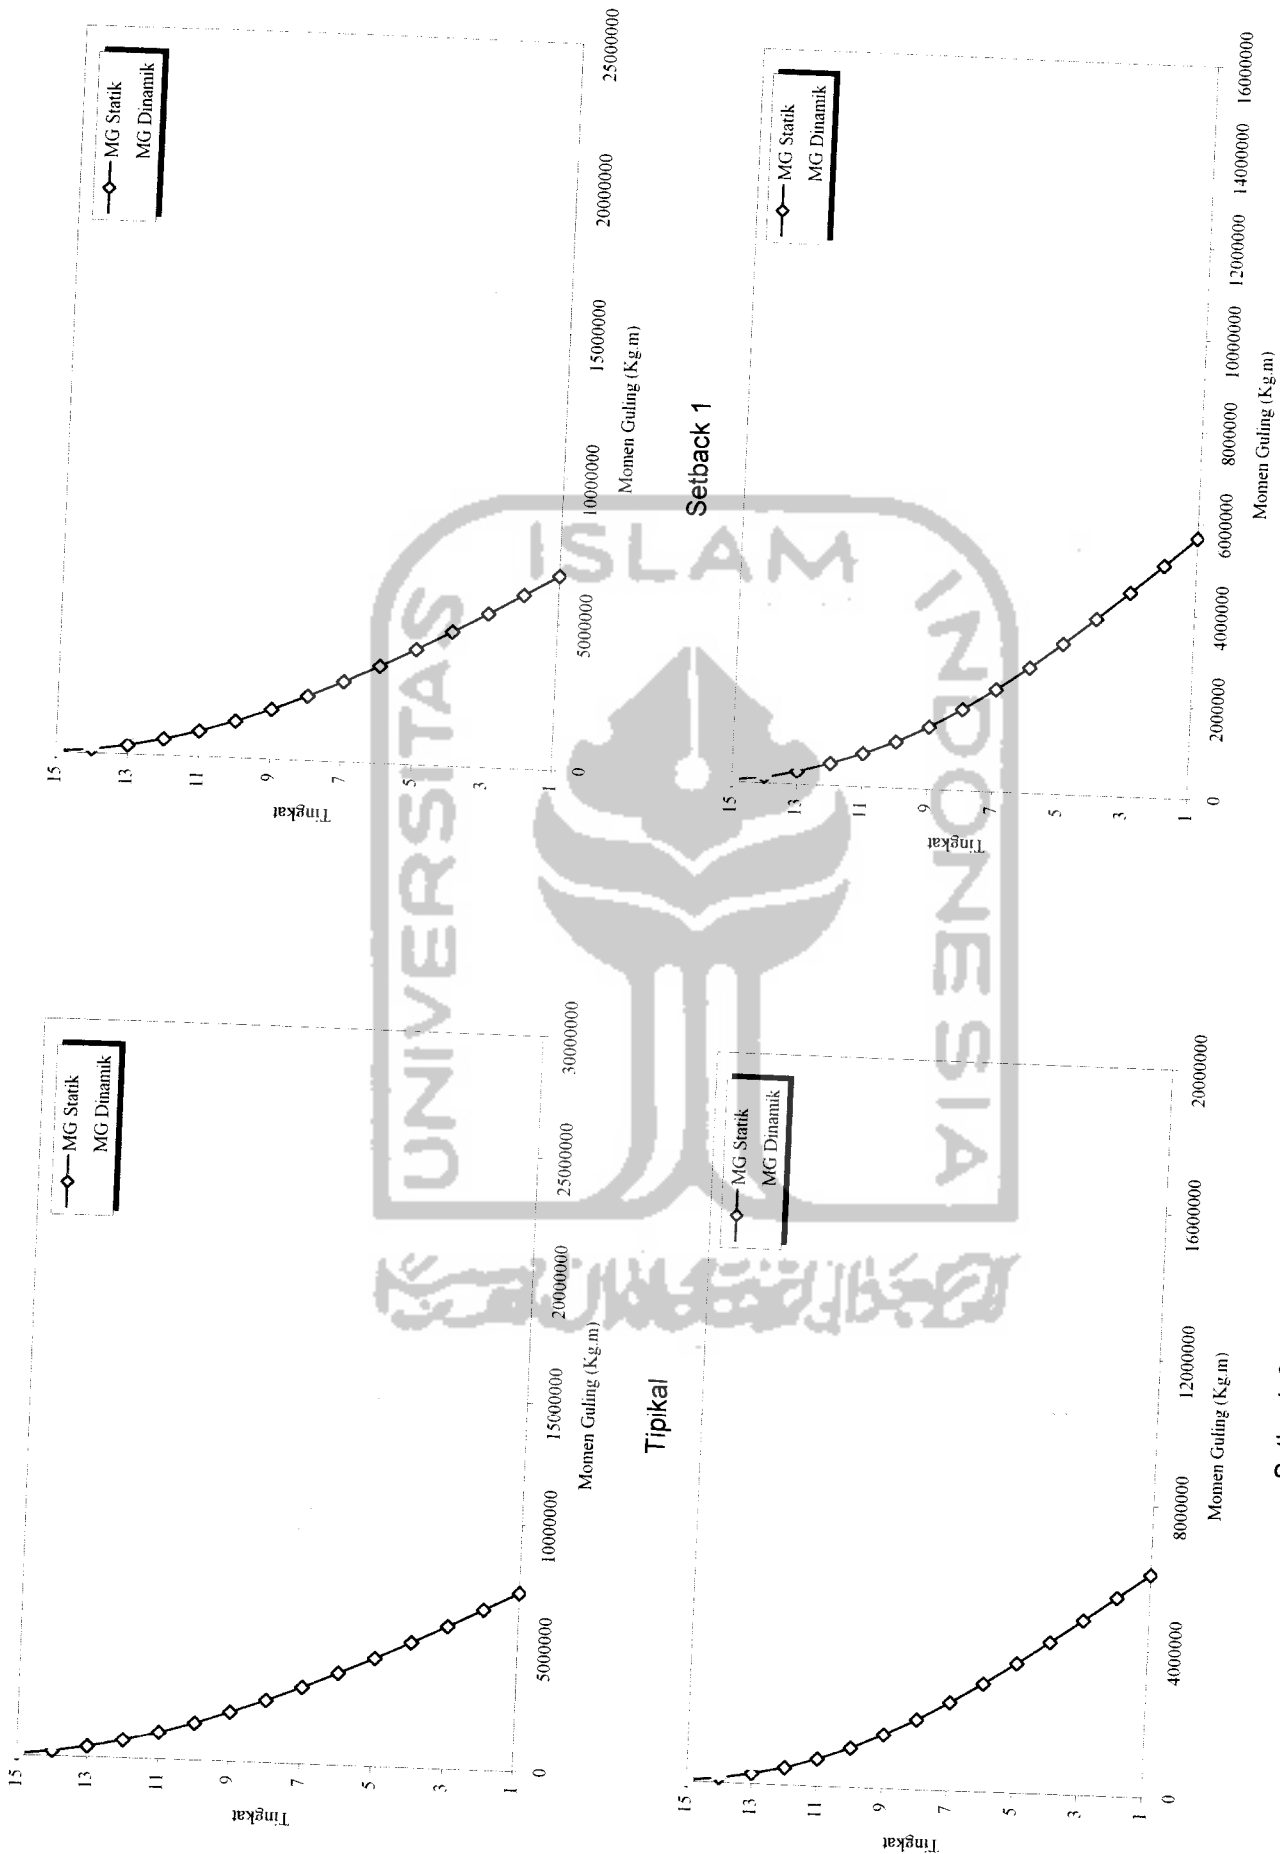 15
13
11
9
7
5
3
1
Tingkat
0
5000000
10000000
15000000
20000000
25000000
30000000
Momen Guling (Kg.m)
MG Statik
MG Dinamik
Tipikal
15
13
11
9
7
5
3
1
Tingkat
0
5000000
10000000
15000000
20000000
25000000
Momen Guling (Kg.m)
MG Statik
MG Dinamik
Setback 1
15
13
11
9
7
5
3
1
Tingkat
0
4000000
8000000
12000000
16000000
20000000
Momen Guling (Kg.m)
MG Statik
MG Dinamik
15
13
11
9
7
5
3
1
Tingkat
0
2000000
4000000
6000000
8000000
10000000
12000000
14000000
16000000
Momen Guling (Kg.m)
MG Statik
MG Dinamik
UNIVERSITAS
ISLAM
INDONESIA